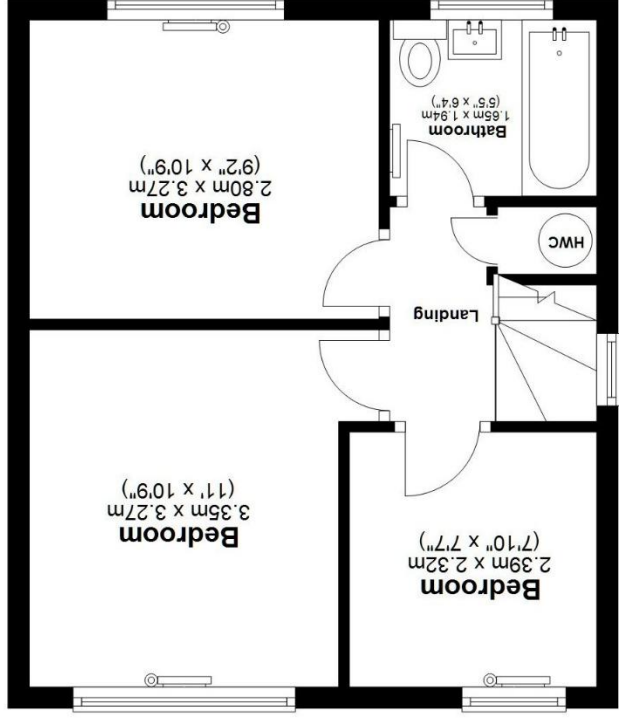 Bedroom
2.39m x 2.32m
(7'10" x 7'7")
Bedroom
3.35m x 3.27m
(11' x 10'9")
Landing
HWC
Bedroom
2.80m x 3.27m
(9'2" x 10'9")
Bathroom
1.65m x 1.94m
(5'5" x 6'4")